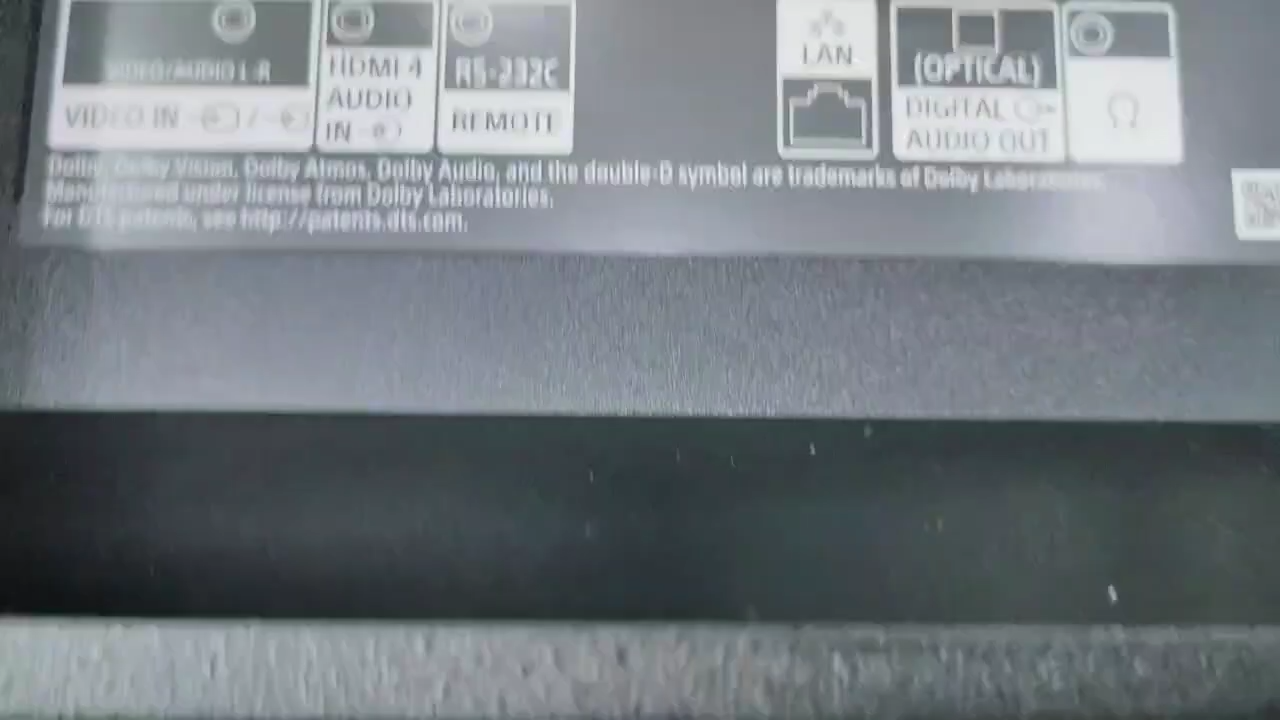 VIDEO/AUDIO L-R
VIDEO IN
HDMI 4
AUDIO
IN
RS-232C
REMOTE
LAN
(OPTICAL)
DIGITAL
AUDIO OUT
Dolby, Dolby Vision, Dolby Atmos, Dolby Audio, and the double-D symbol are trademarks of Dolby Laboratories.
Manufactured under license from Dolby Laboratories.
For DTS patents, see http://patents.dts.com.